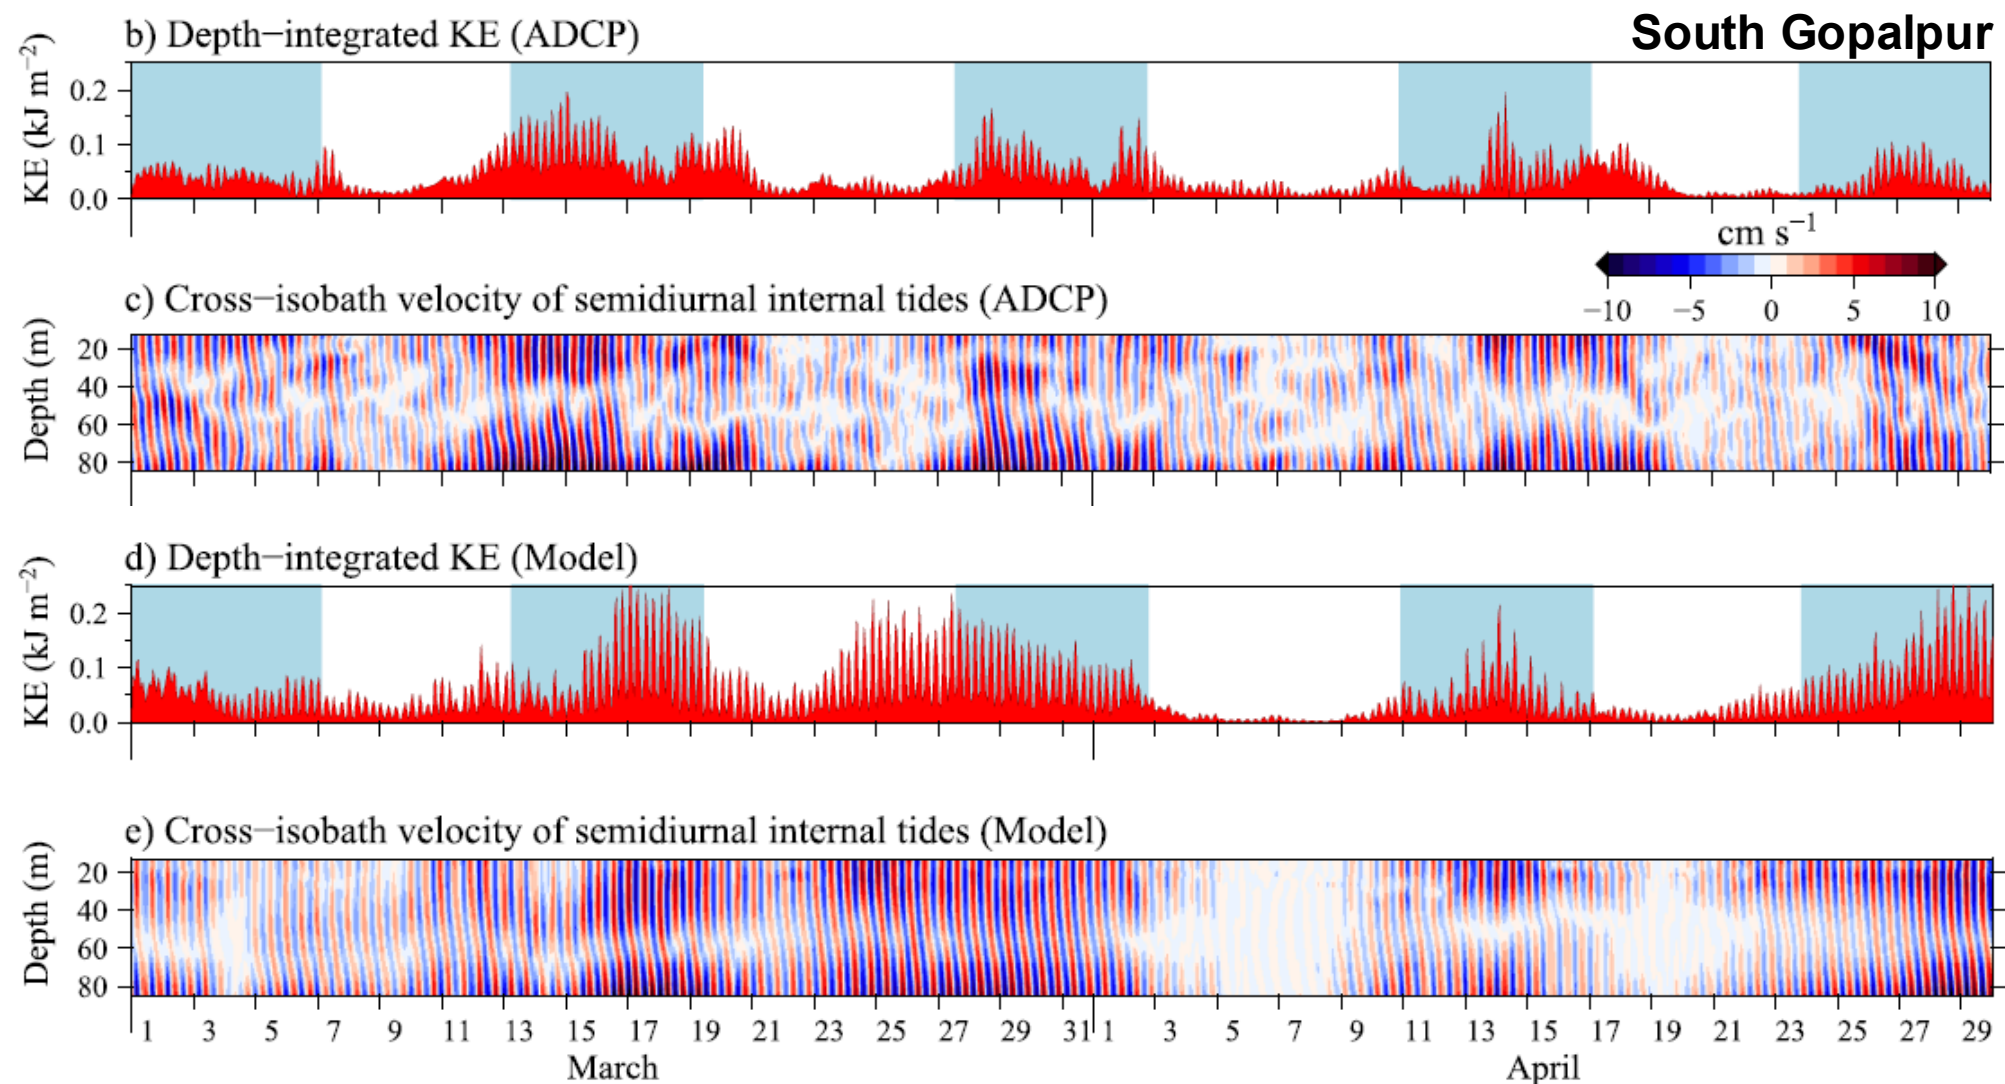 South Gopalpur
b) Depth−integrated KE (ADCP)
KE (kJ m⁻²)
0.2
0.1
0.0
cm s⁻¹
−10 −5 0 5 10
c) Cross−isobath velocity of semidiurnal internal tides (ADCP)
Depth (m)
20
40
60
80
d) Depth−integrated KE (Model)
KE (kJ m⁻²)
0.2
0.1
0.0
e) Cross−isobath velocity of semidiurnal internal tides (Model)
Depth (m)
20
40
60
80
1 3 5 7 9 11 13 15 17 19 21 23 25 27 29 31 1 3 5 7 9 11 13 15 17 19 21 23 25 27 29
March April